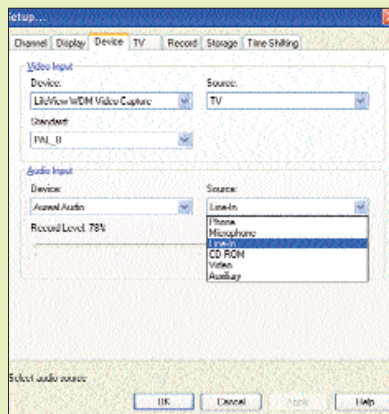 Setup...
Channel Display Device TV Record Storage Time Shifting
Video Input
Device: Source:
LifeView WDM Video Capture TV
Standard:
PAL_B
Audio Input
Device: Source:
Aureal Audio Line-In
Record Level: 78% Phone
Microphone
Line-In
CD ROM
Video
Auxiliary
Select audio source
OK Cancel Apply Help